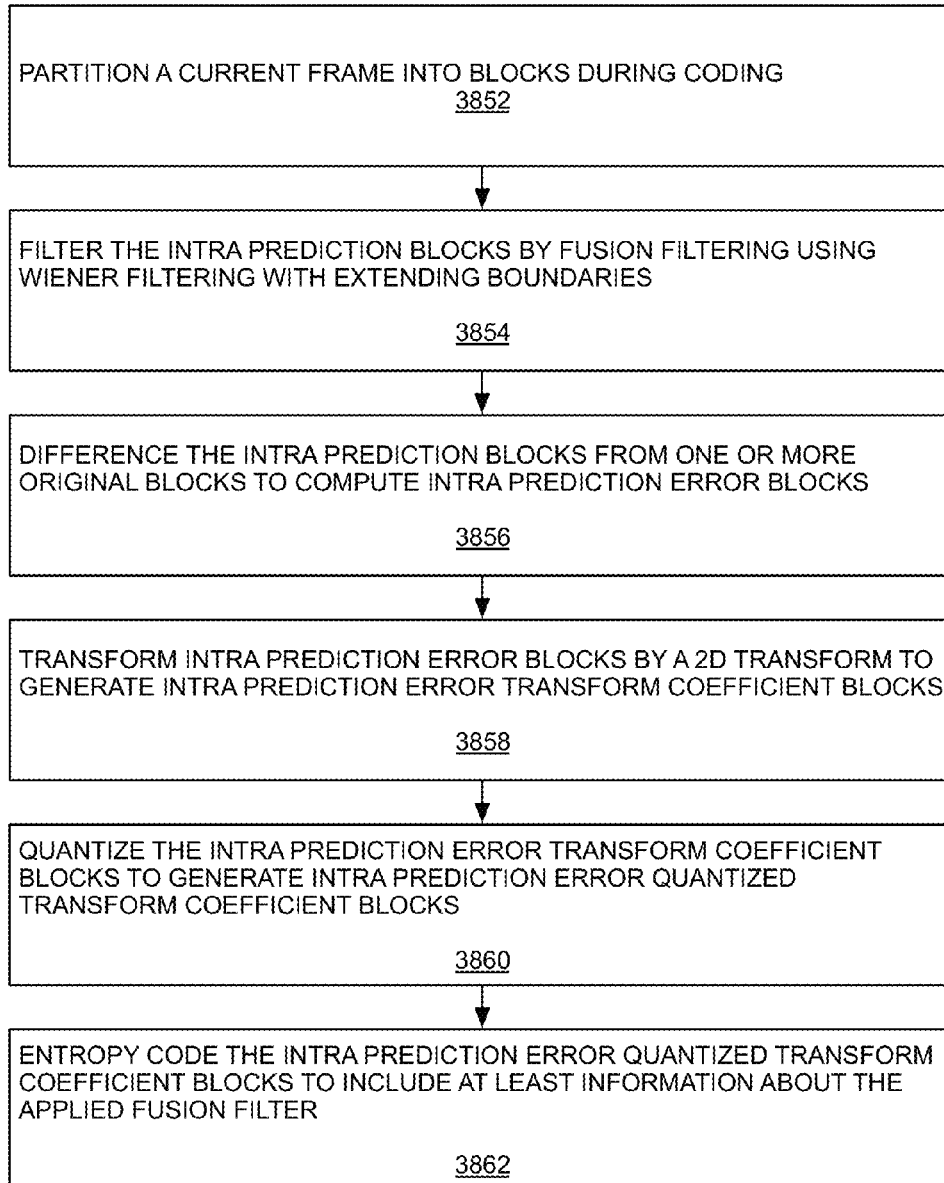 PARTITION A CURRENT FRAME INTO BLOCKS DURING CODING
3852
FILTER THE INTRA PREDICTION BLOCKS BY FUSION FILTERING USING
WIENER FILTERING WITH EXTENDING BOUNDARIES
3854
DIFFERENCE THE INTRA PREDICTION BLOCKS FROM ONE OR MORE
ORIGINAL BLOCKS TO COMPUTE INTRA PREDICTION ERROR BLOCKS
3856
TRANSFORM INTRA PREDICTION ERROR BLOCKS BY A 2D TRANSFORM TO
GENERATE INTRA PREDICTION ERROR TRANSFORM COEFFICIENT BLOCKS
3858
QUANTIZE THE INTRA PREDICTION ERROR TRANSFORM COEFFICIENT
BLOCKS TO GENERATE INTRA PREDICTION ERROR QUANTIZED
TRANSFORM COEFFICIENT BLOCKS
3860
ENTROPY CODE THE INTRA PREDICTION ERROR QUANTIZED TRANSFORM
COEFFICIENT BLOCKS TO INCLUDE AT LEAST INFORMATION ABOUT THE
APPLIED FUSION FILTER
3862